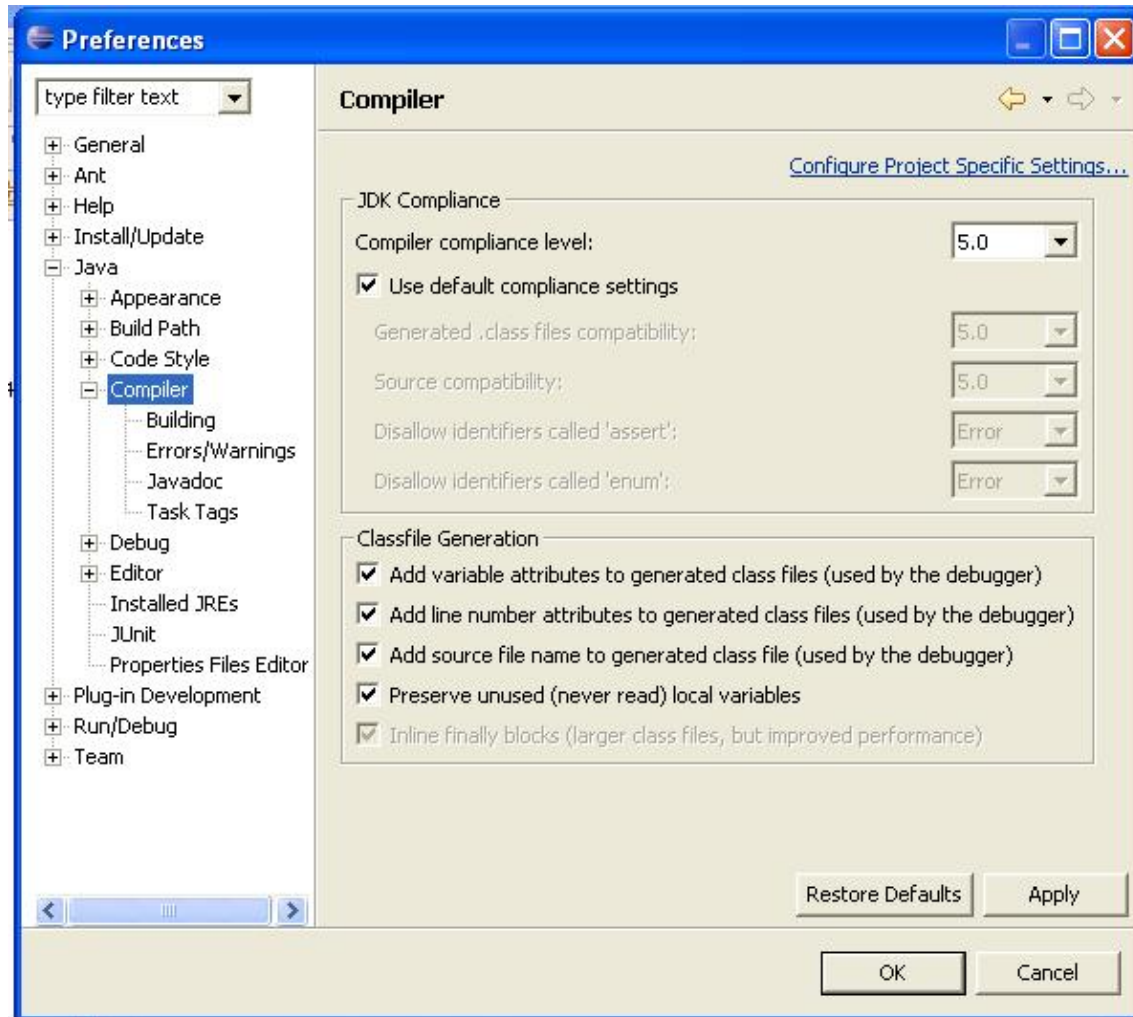 Preferences
type filter text
General
Ant
Help
Install/Update
Java
Appearance
Build Path
Code Style
Compiler
Building
Errors/Warnings
Javadoc
Task Tags
Debug
Editor
Installed JREs
JUnit
Properties Files Editor
Plug-in Development
Run/Debug
Team
Compiler
Configure Project Specific Settings...
JDK Compliance
Compiler compliance level: 5.0
Use default compliance settings
Generated .class files compatibility: 5.0
Source compatibility: 5.0
Disallow identifiers called 'assert': Error
Disallow identifiers called 'enum': Error
Classfile Generation
Add variable attributes to generated class files (used by the debugger)
Add line number attributes to generated class files (used by the debugger)
Add source file name to generated class file (used by the debugger)
Preserve unused (never read) local variables
Inline finally blocks (larger class files, but improved performance)
Restore Defaults Apply
OK Cancel